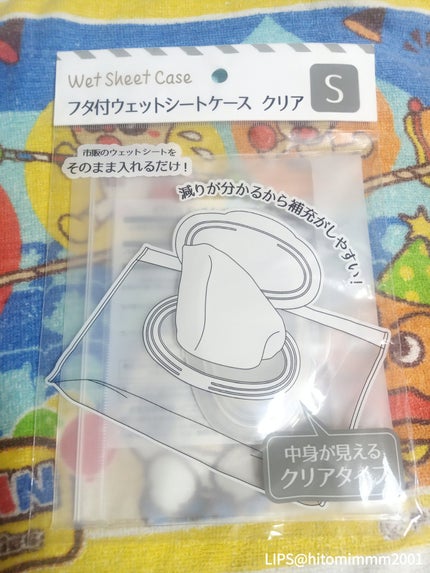 Wet Sheet Case
フタ付ウェットシートケース クリア
S
市販のウェットシートを
そのまま入れるだけ!
減りが分かるから補充がしやすい!
中身が見える
クリアタイプ
AN
LIPS@hitomimmm2001